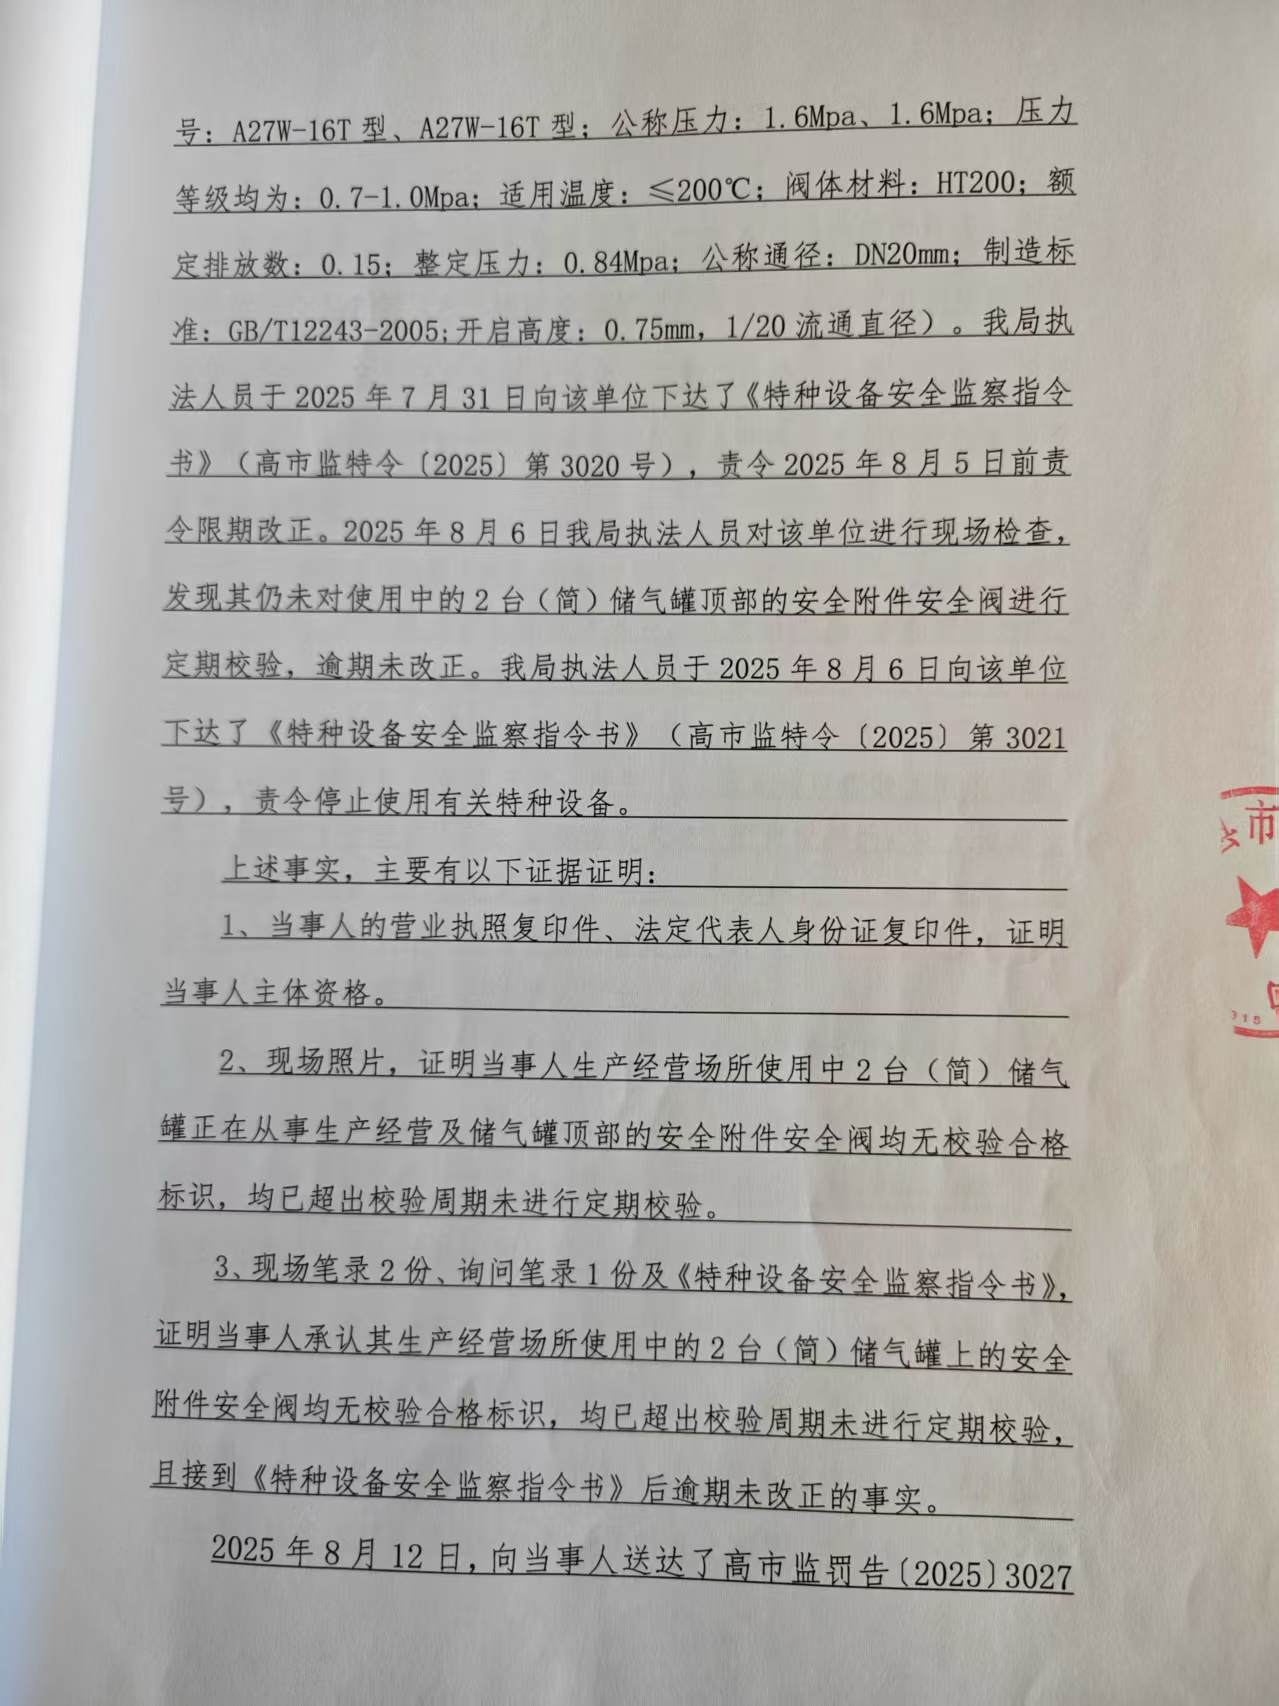 号：A27W-16T 型、A27W-16T 型；公称压力：1.6Mpa、1.6Mpa；压力
等级均为：0.7-1.0Mpa；适用温度：≤200℃；阀体材料：HT200；额
定排放数：0.15；整定压力：0.84Mpa；公称通径：DN20mm；制造标
准：GB/T12243-2005;开启高度：0.75mm，1/20 流通直径）。我局执
法人员于 2025 年 7 月 31 日向该单位下达了《特种设备安全监察指令
书》（高市监特令〔2025〕第 3020 号），责令 2025 年 8 月 5 日前责
令限期改正。2025 年 8 月 6 日我局执法人员对该单位进行现场检查，
发现其仍未对使用中的 2 台（简）储气罐顶部的安全附件安全阀进行
定期校验，逾期未改正。我局执法人员于 2025 年 8 月 6 日向该单位
下达了《特种设备安全监察指令书》（高市监特令〔2025〕第 3021
号），责令停止使用有关特种设备。
上述事实，主要有以下证据证明：
1、当事人的营业执照复印件、法定代表人身份证复印件，证明
当事人主体资格。
2、现场照片，证明当事人生产经营场所使用中 2 台（简）储气
罐正在从事生产经营及储气罐顶部的安全附件安全阀均无校验合格
标识，均已超出校验周期未进行定期校验。
3、现场笔录 2 份、询问笔录 1 份及《特种设备安全监察指令书》，
证明当事人承认其生产经营场所使用中的 2 台（简）储气罐上的安全
附件安全阀均无校验合格标识，均已超出校验周期未进行定期校验，
且接到《特种设备安全监察指令书》后逾期未改正的事实。
2025 年 8 月 12 日，向当事人送达了高市监罚告〔2025〕3027
市
315